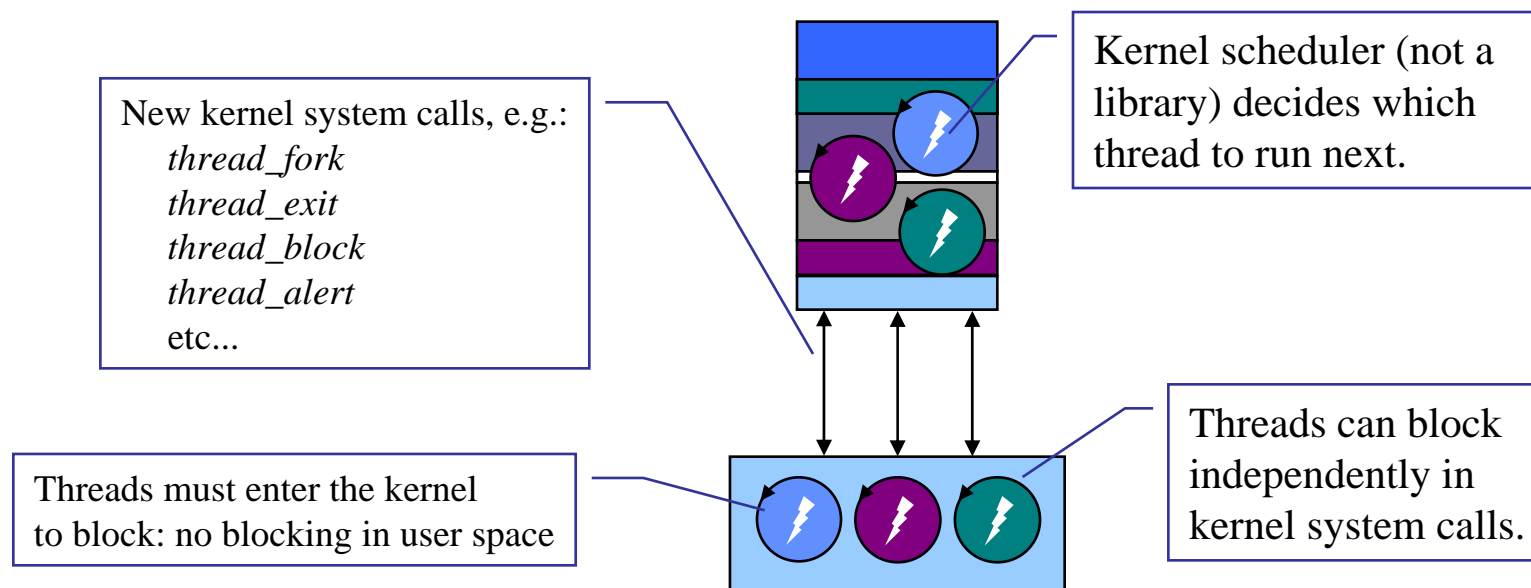 New kernel system calls, e.g.:
thread_fork
thread_exit
thread_block
thread_alert
etc...
Kernel scheduler (not a
library) decides which
thread to run next.
Threads must enter the kernel
to block: no blocking in user space
Threads can block
independently in
kernel system calls.